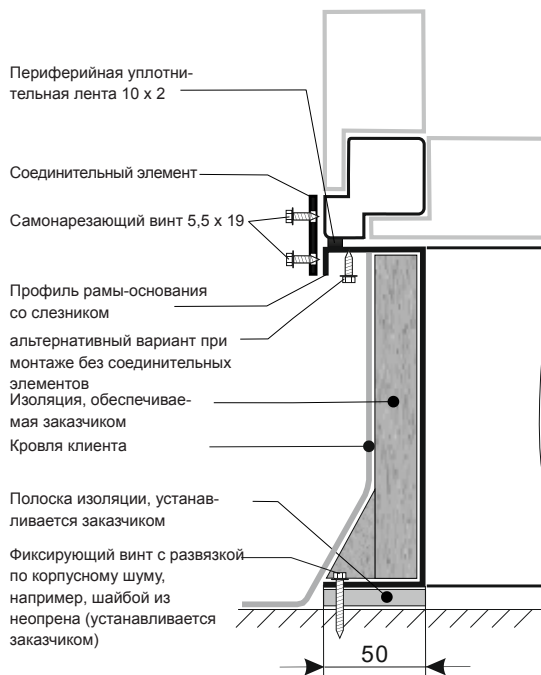 Периферийная уплотни-
тельная лента 10 x 2
Соединительный элемент
Самонарезающий винт 5,5 x 19
Профиль рамы-основания
со слезником
альтернативный вариант при
монтаже без соединительных
элементов
Изоляция, обеспечивае-
мая заказчиком
Кровля клиента
Полоска изоляции, устанав-
ливается заказчиком
Фиксирующий винт с развязкой
по корпусному шуму,
например, шайбой из
неопрена (устанавливается
заказчиком)
50